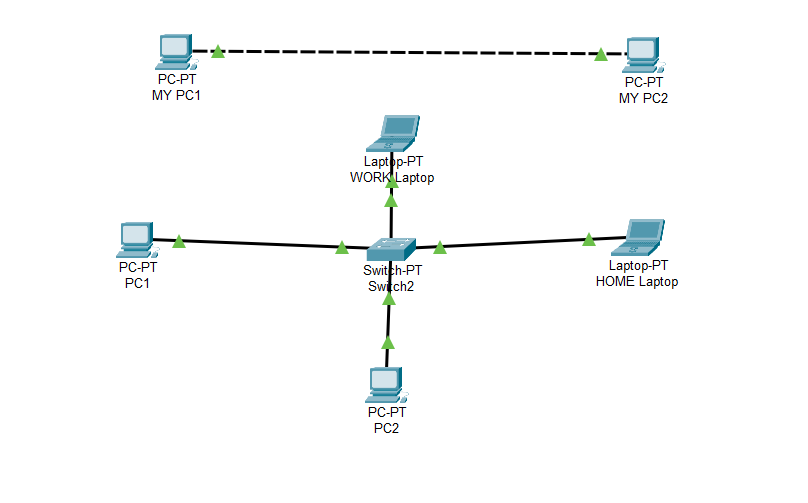 PC-PT
MY PC1
PC-PT
MY PC2
Laptop-PT
WORK Laptop
PC-PT
PC1
Switch-PT
Switch2
Laptop-PT
HOME Laptop
PC-PT
PC2